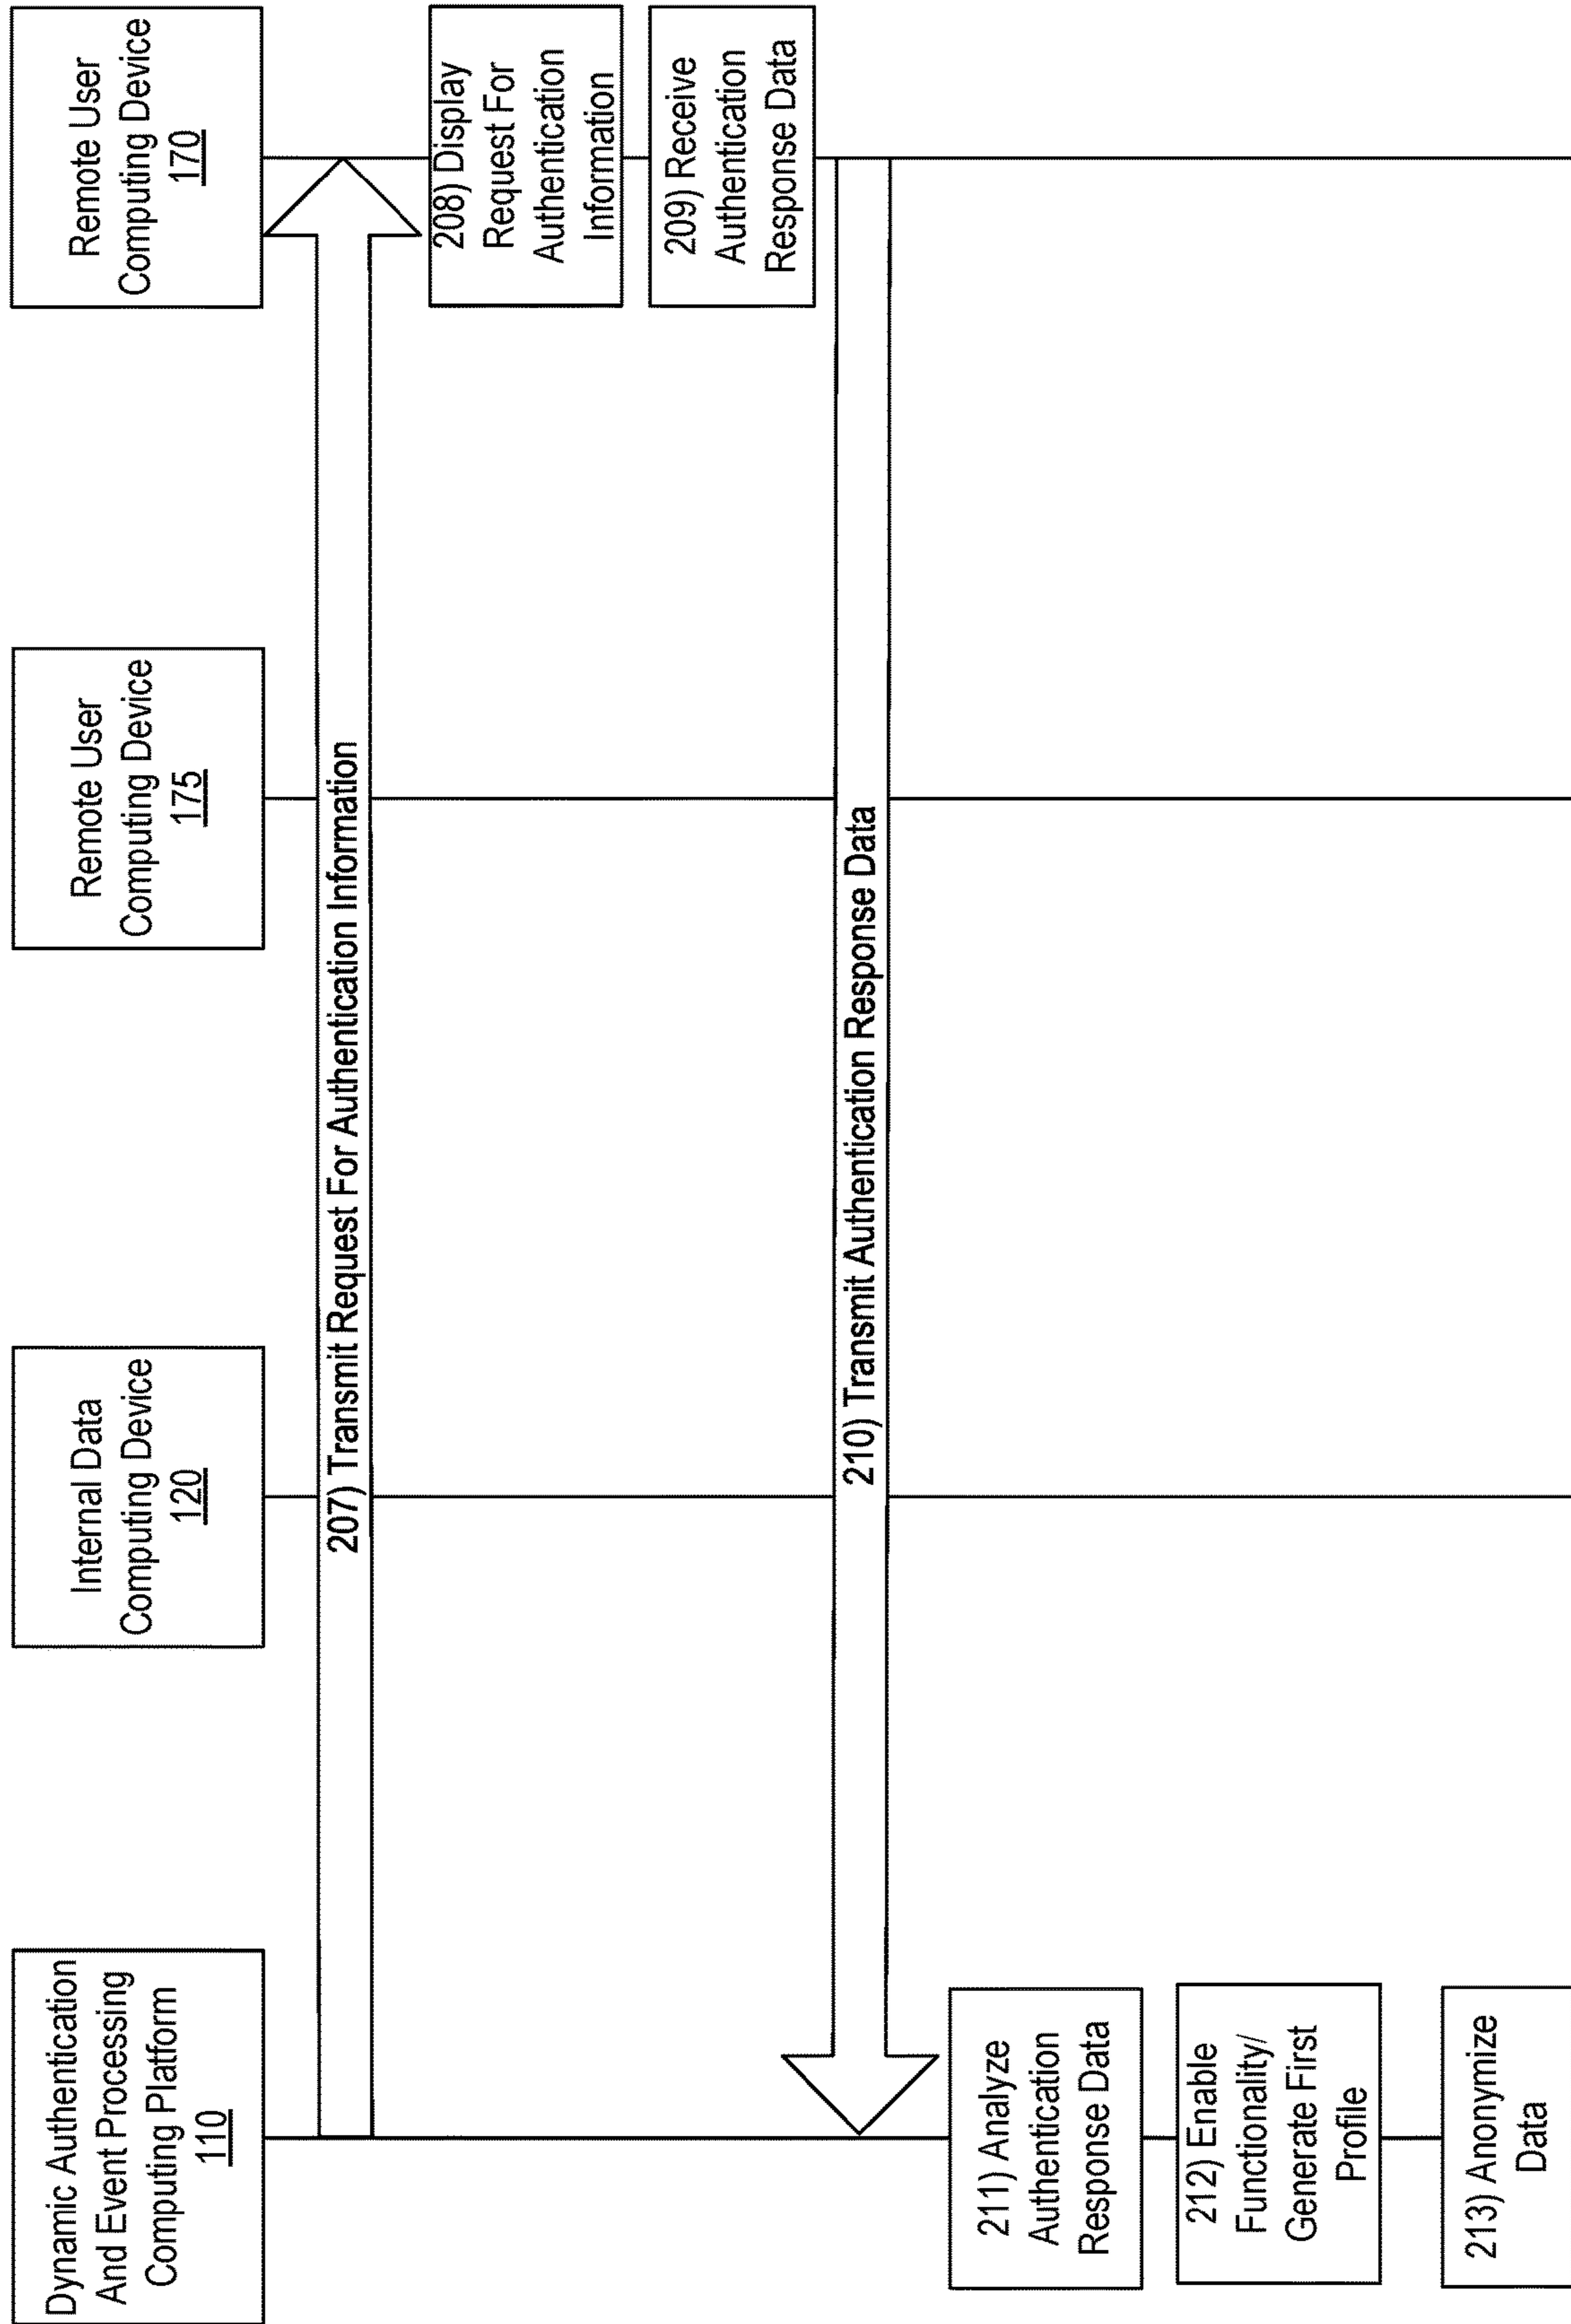 Dynamic Authentication
And Event Processing
Computing Platform
110
Internal Data
Computing Device
120
Remote User
Computing Device
175
Remote User
Computing Device
170
207) Transmit Request For Authentication Information
208) Display
Request For
Authentication
Information
209) Receive
Authentication
Response Data
210) Transmit Authentication Response Data
211) Analyze
Authentication
Response Data
212) Enable
Functionality/
Generate First
Profile
213) Anonymize
Data